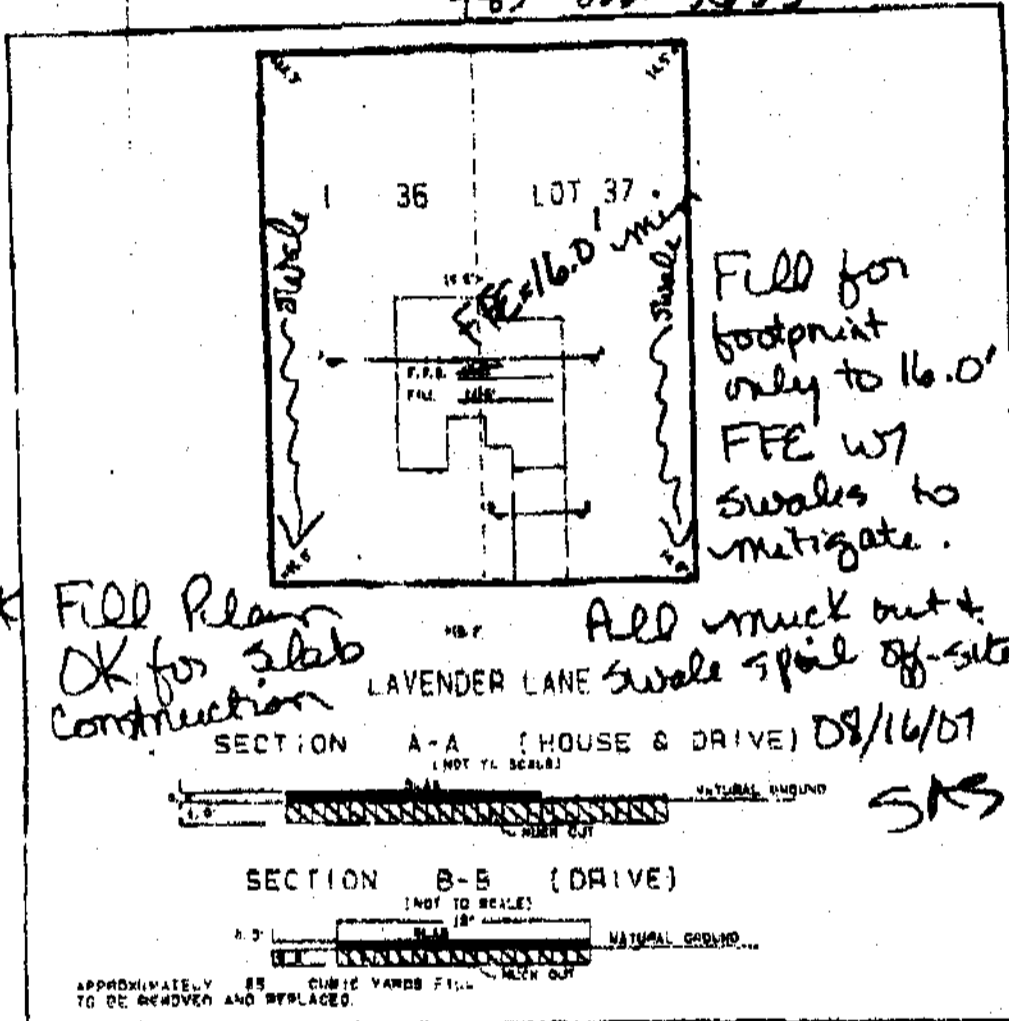 36 LOT 37
Swale
Swale
FFE=16.0' min
F.F.E.
FILL
Fill for
footprint
only to 16.0'
FFE w/
swales to
mitigate.
Fill Plan
OK for slab
construction
All muck out &
swale spoil off-site
LAVENDER LANE
08/16/07
SAS
SECTION A-A (HOUSE & DRIVE)
(NOT TO SCALE)
SLAB
NATURAL GROUND
MUCK OUT
SECTION B-B (DRIVE)
(NOT TO SCALE)
SLAB
NATURAL GROUND
MUCK OUT
APPROXIMATELY CUBIC YARDS FILL
TO BE REMOVED AND REPLACED.